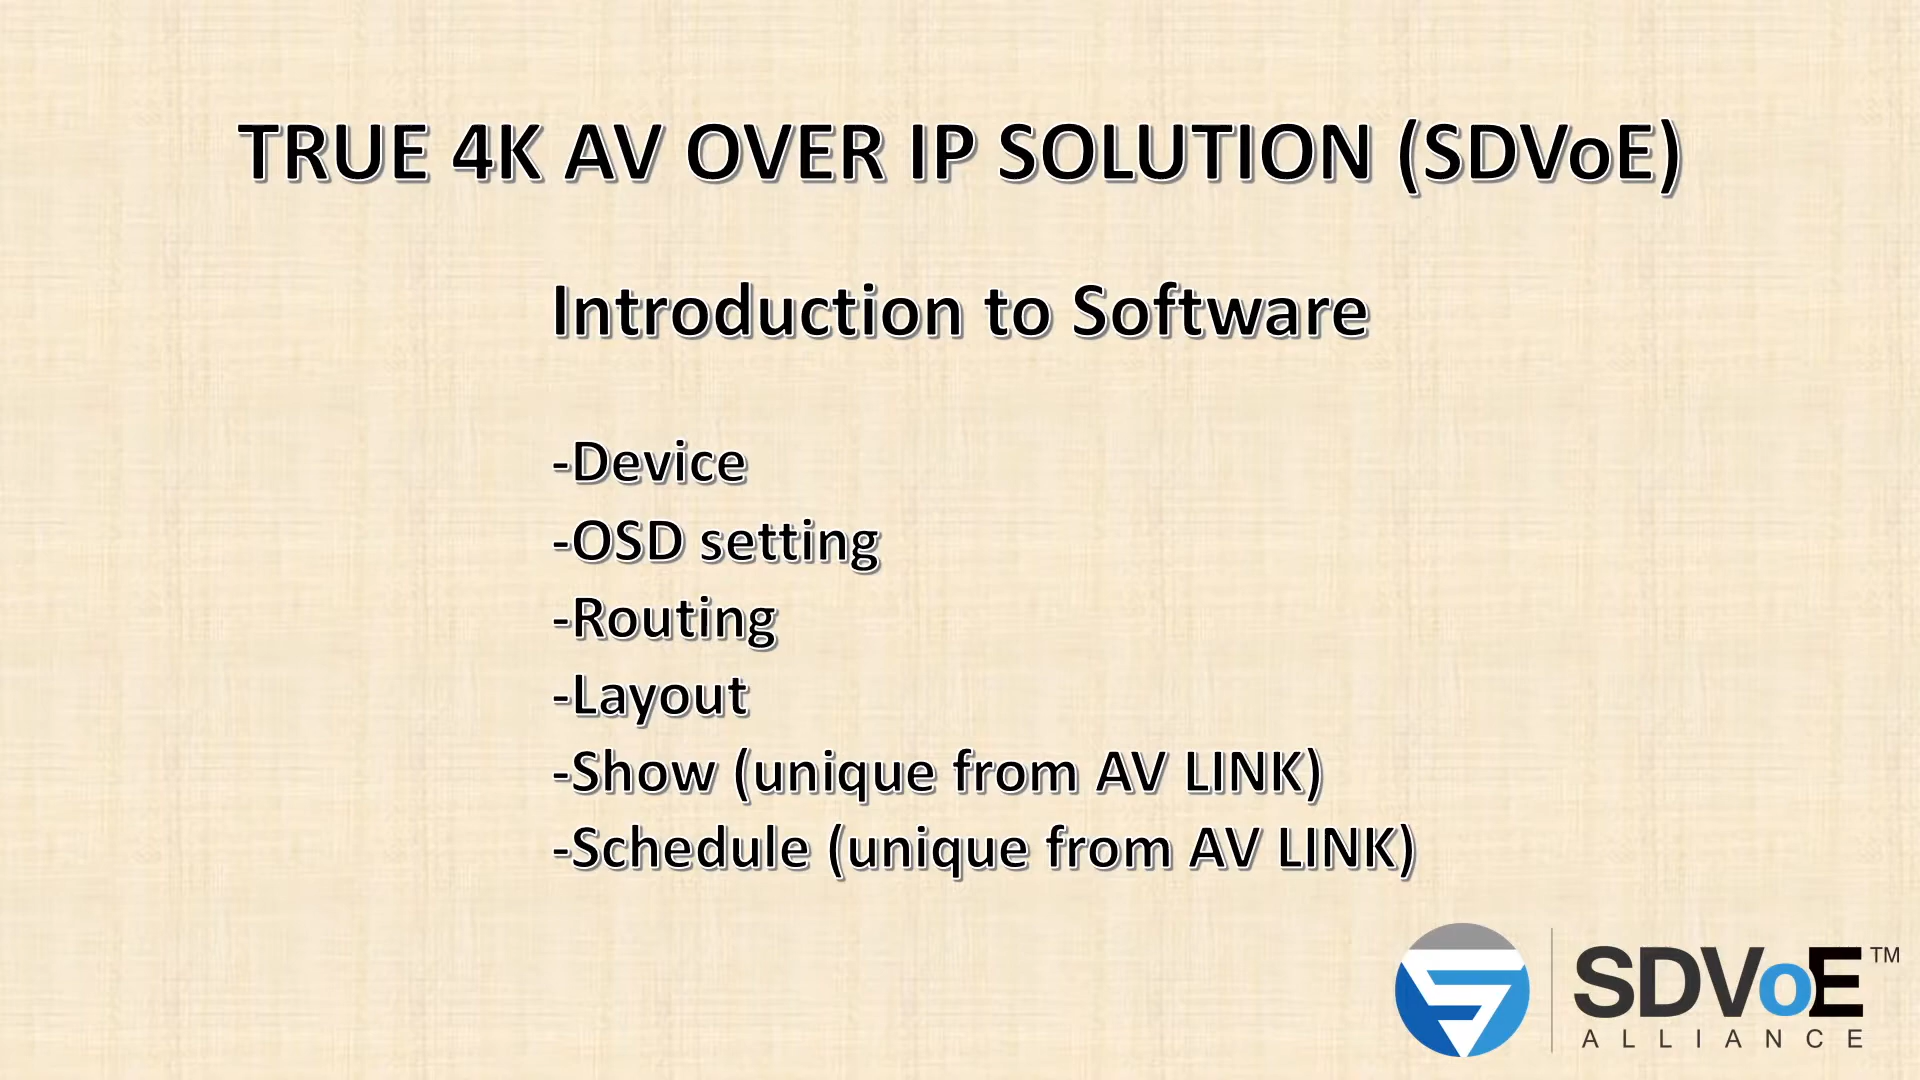 TRUE 4K AV OVER IP SOLUTION (SDVoE)
Introduction to Software
-Device
-OSD setting
-Routing
-Layout
-Show (unique from AV LINK)
-Schedule (unique from AV LINK)
SDVoE™
ALLIANCE